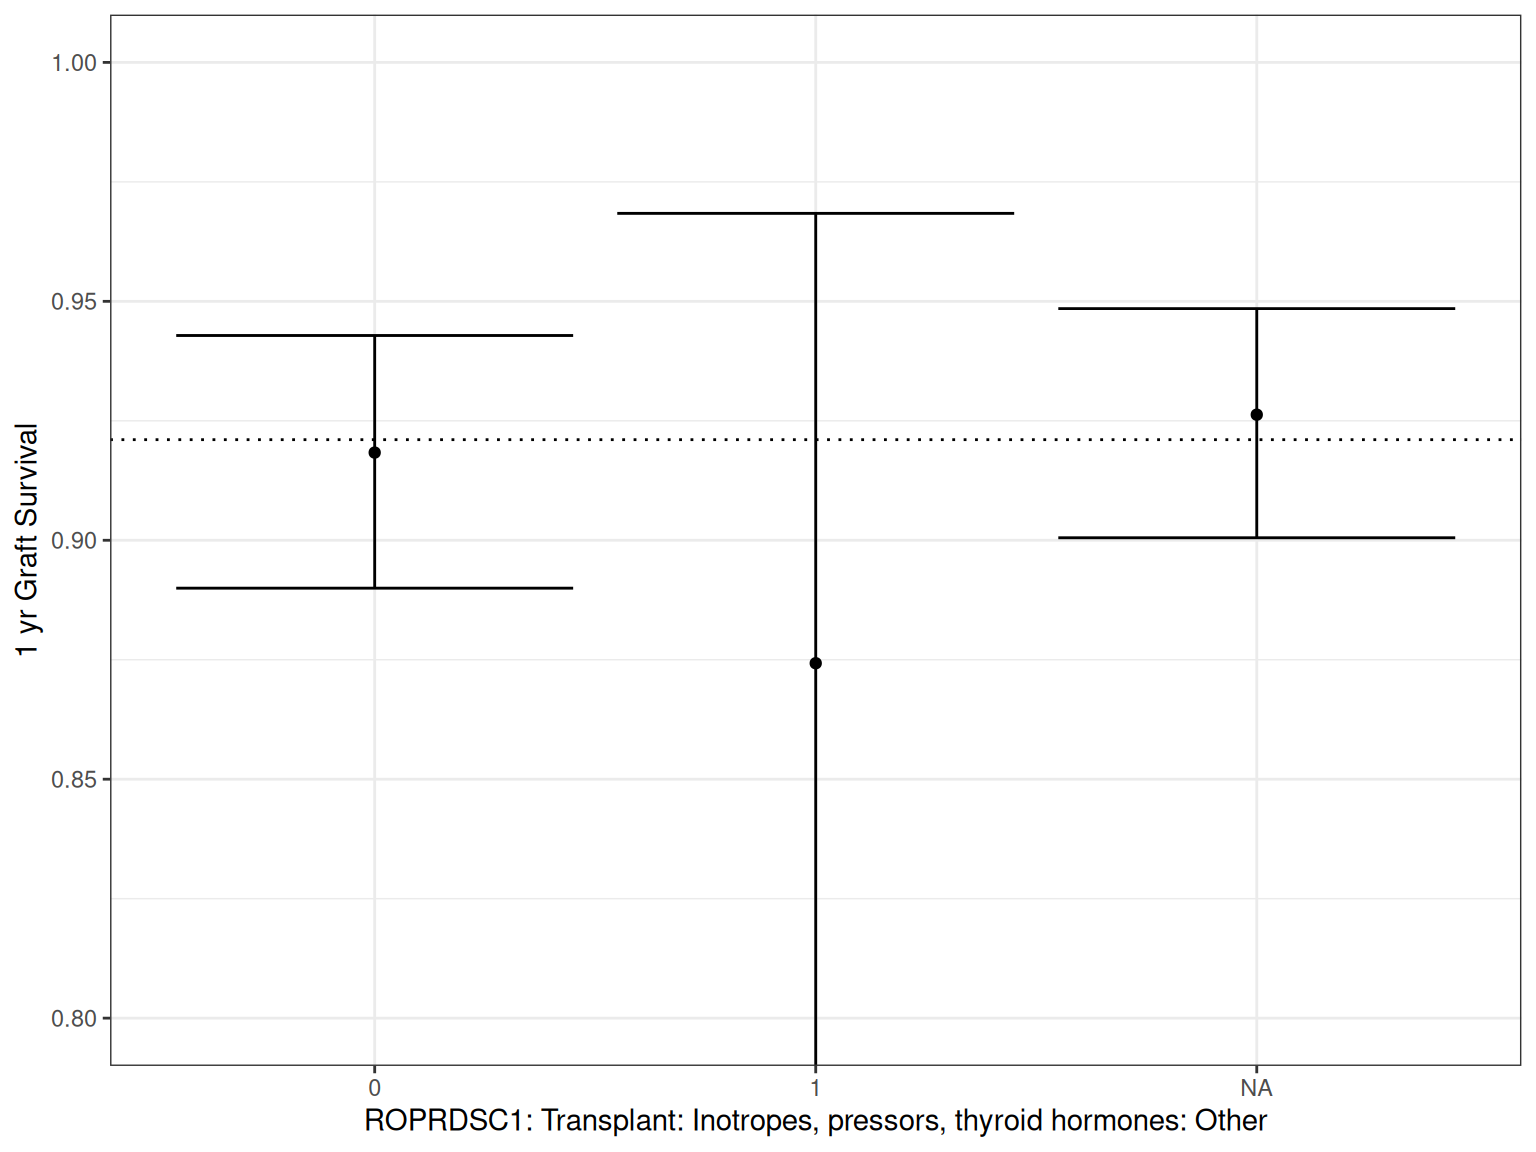 1 yr Graft Survival
1.00
0.95
0.90
0.85
0.80
0 1 NA
ROPRDSC1: Transplant: Inotropes, pressors, thyroid hormones: Other